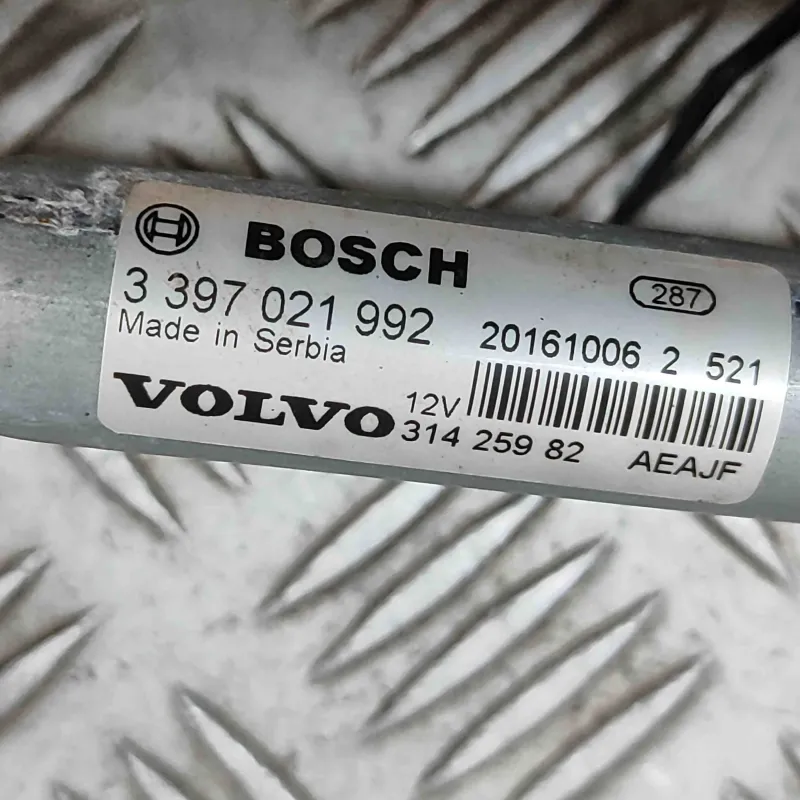 BOSCH
287
3 397 021 992
Made in Serbia
20161006 2 521
VOLVO
12V
314 259 82
AEAJF